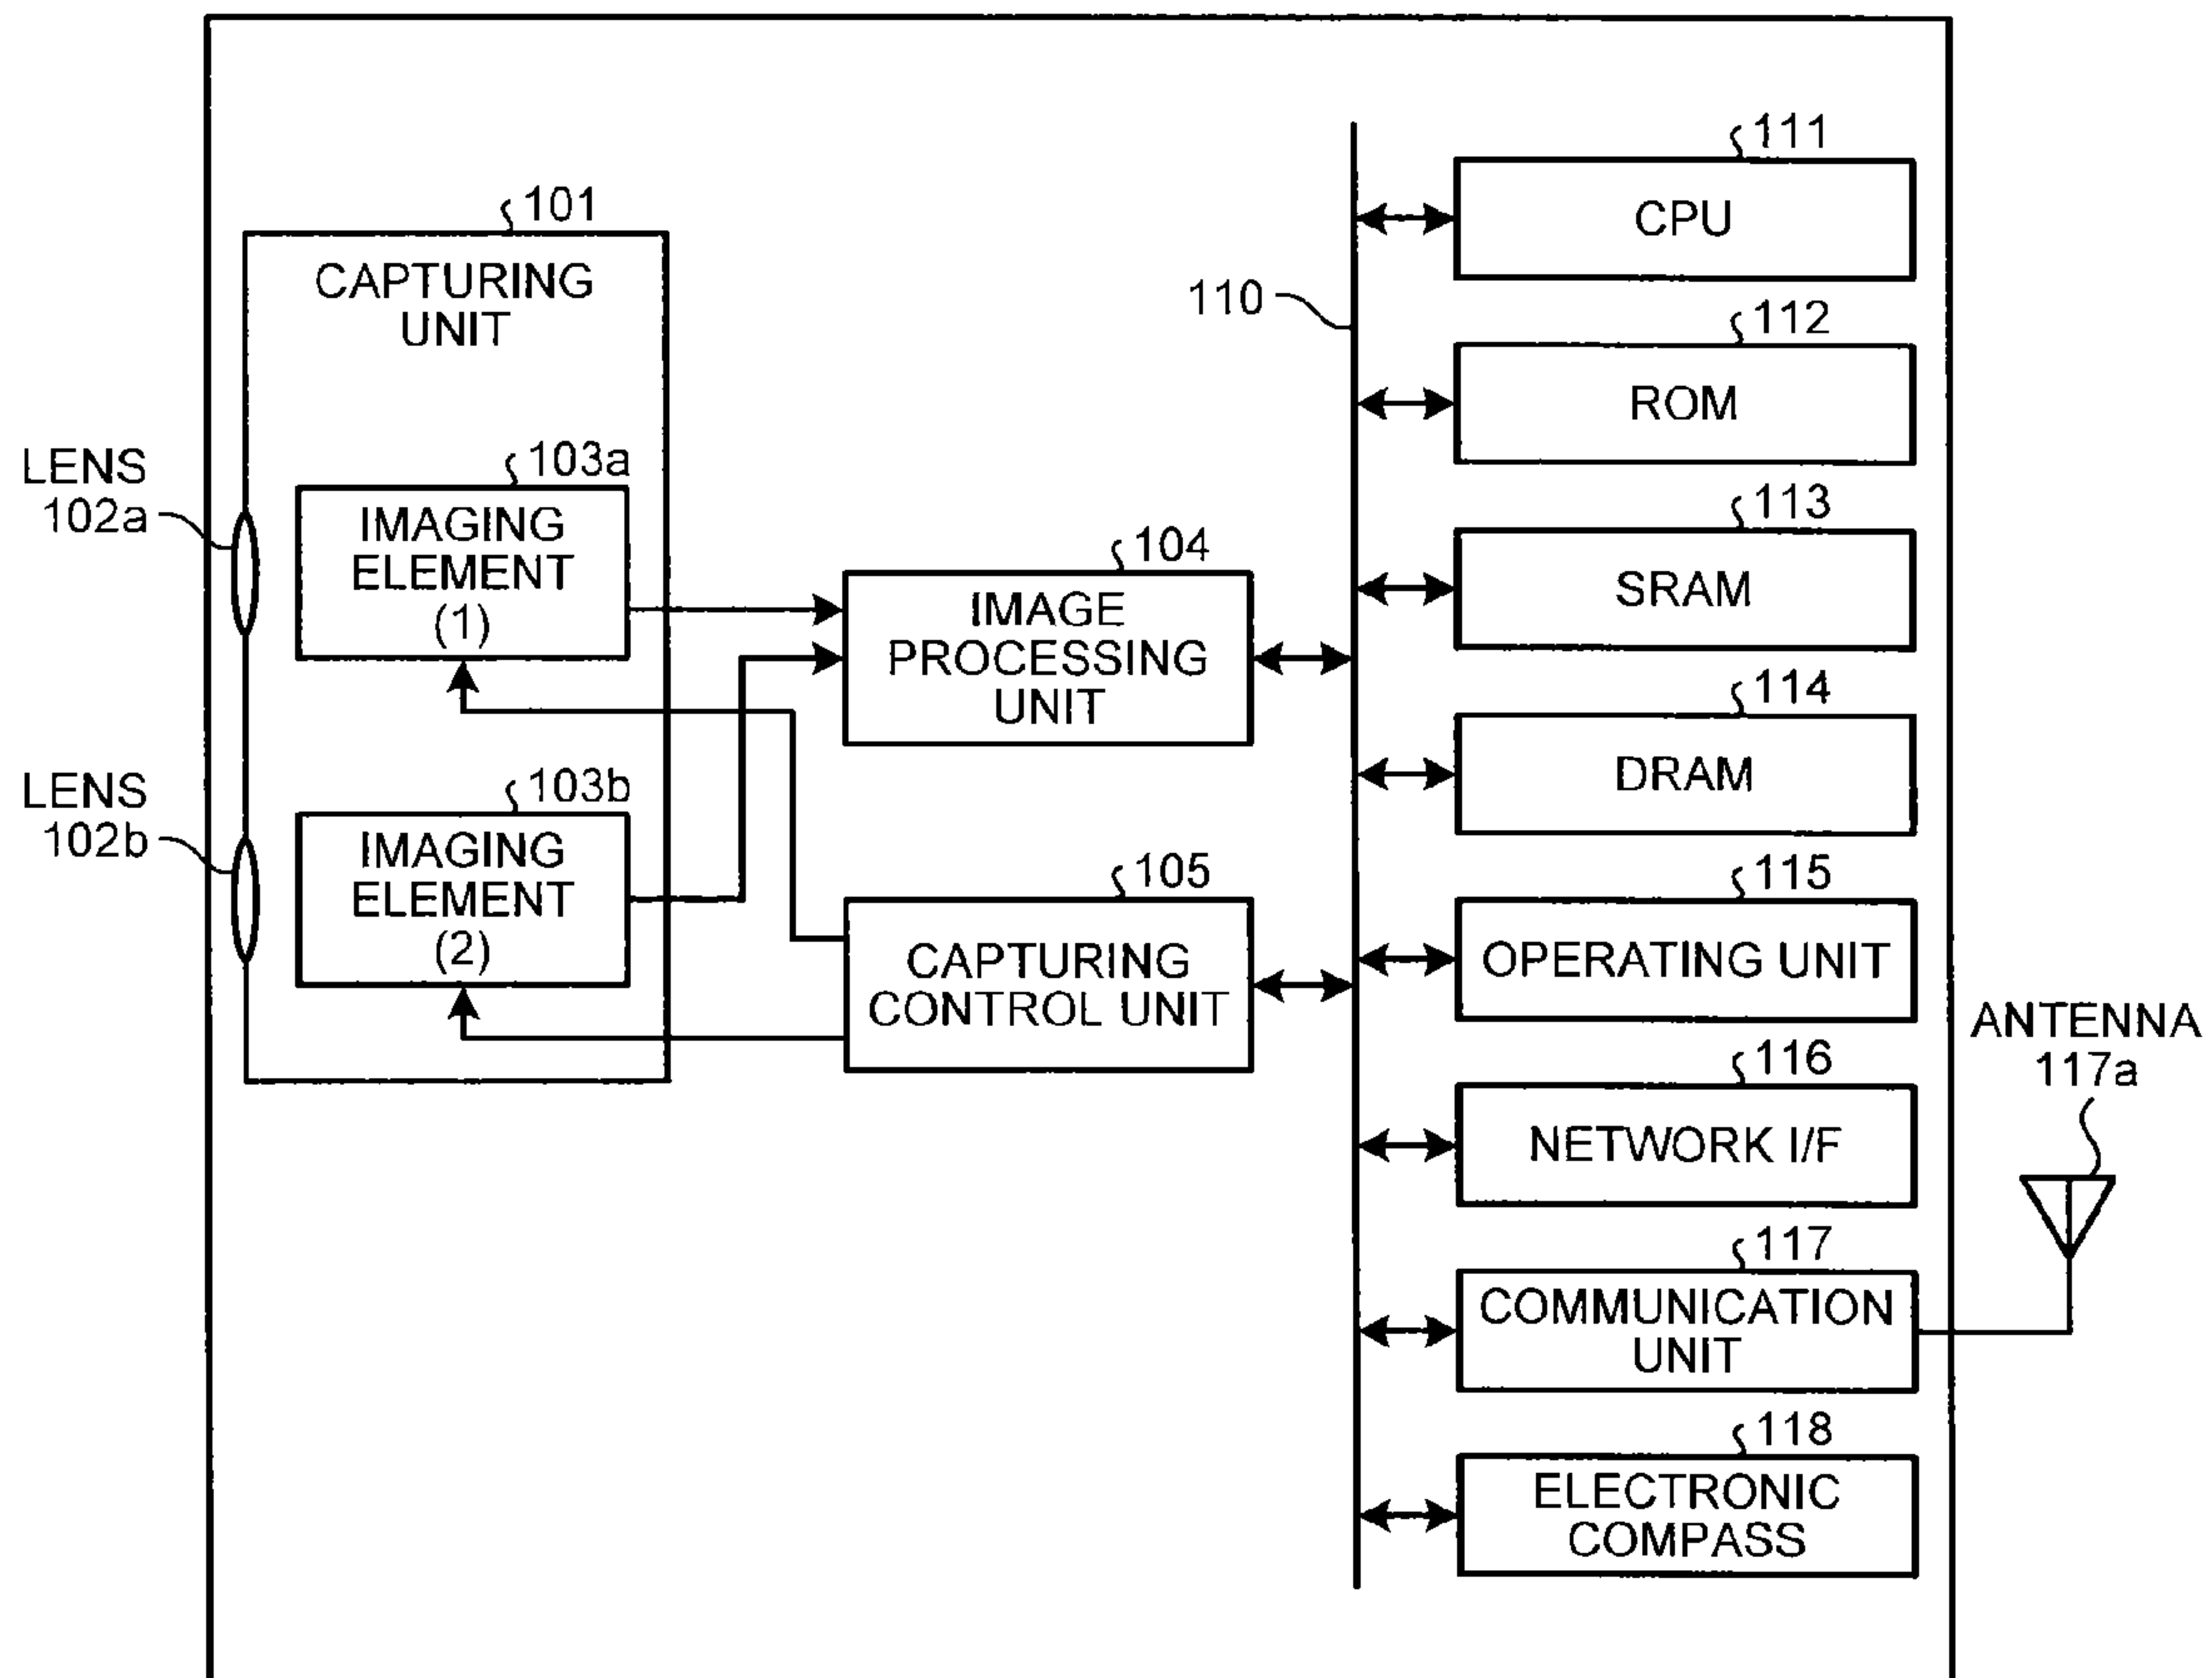 101
CAPTURING
UNIT
LENS
102a
103a
IMAGING
ELEMENT
(1)
LENS
102b
103b
IMAGING
ELEMENT
(2)
104
IMAGE
PROCESSING
UNIT
105
CAPTURING
CONTROL UNIT
110
111
CPU
112
ROM
113
SRAM
114
DRAM
115
OPERATING UNIT
116
NETWORK I/F
117
COMMUNICATION
UNIT
ANTENNA
117a
118
ELECTRONIC
COMPASS